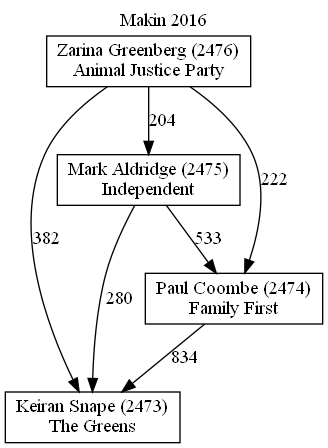 Makin 2016
Zarina Greenberg (2476)
Animal Justice Party
204
Mark Aldridge (2475)
Independent
222
382
280
533
Paul Coombe (2474)
Family First
834
Keiran Snape (2473)
The Greens